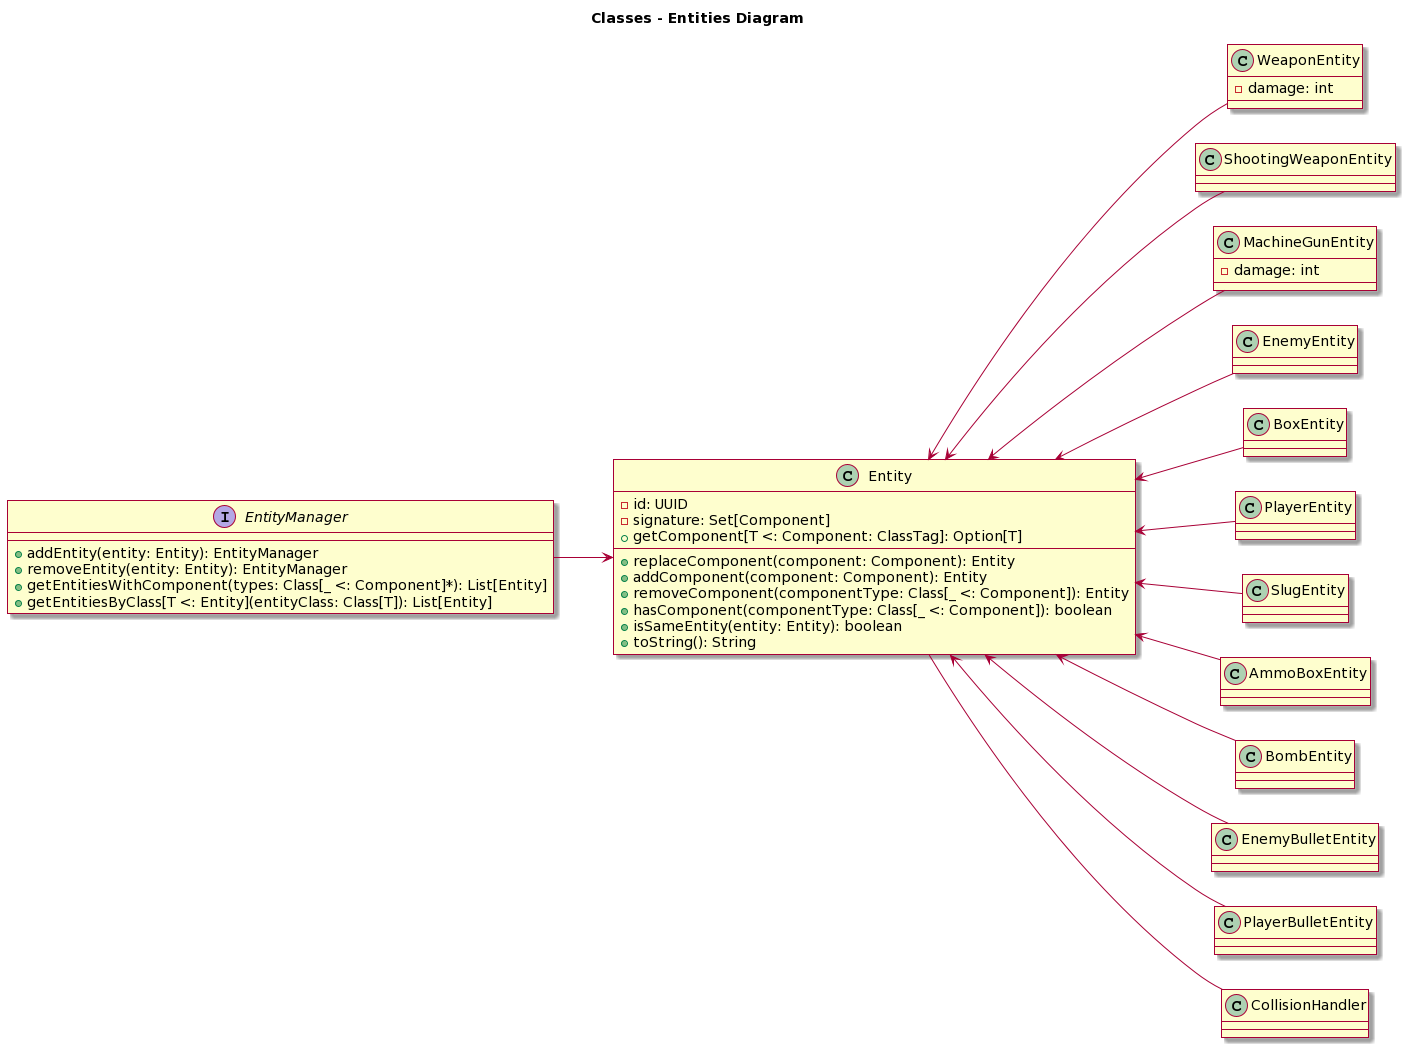 Classes - Entities Diagram
C WeaponEntity
damage: int
C ShootingWeaponEntity
C MachineGunEntity
damage: int
C EnemyEntity
C BoxEntity
C Entity
id: UUID
signature: Set[Component]
getComponent[T <: Component: ClassTag]: Option[T]
replaceComponent(component: Component): Entity
addComponent(component: Component): Entity
removeComponent(componentType: Class[_ <: Component]): Entity
hasComponent(componentType: Class[_ <: Component]): boolean
isSameEntity(entity: Entity): boolean
toString(): String
I EntityManager
addEntity(entity: Entity): EntityManager
removeEntity(entity: Entity): EntityManager
getEntitiesWithComponent(types: Class[_ <: Component]*): List[Entity]
getEntitiesByClass[T <: Entity](entityClass: Class[T]): List[Entity]
C PlayerEntity
C SlugEntity
C AmmoBoxEntity
C BombEntity
C EnemyBulletEntity
C PlayerBulletEntity
C CollisionHandler